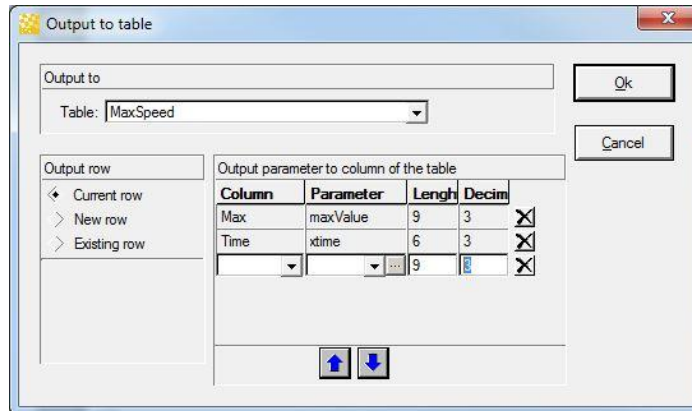 Output to table
Output to
Table: MaxSpeed
Ok
Cancel
Output row
Current row
New row
Existing row
Output parameter to column of the table
Column Parameter Lengh Decim
Max maxValue 9 3
Time xtime 6 3
... 9 3